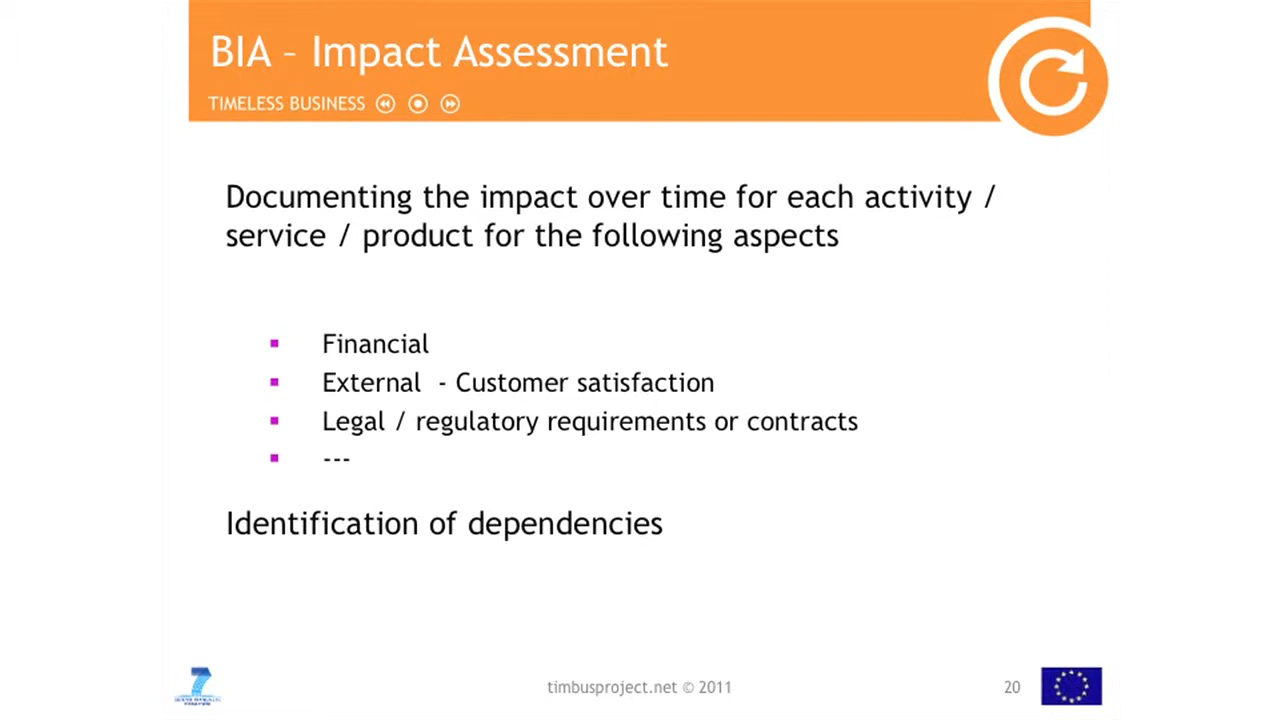 BIA – Impact Assessment
TIMELESS BUSINESS
Documenting the impact over time for each activity /
service / product for the following aspects
Financial
External - Customer satisfaction
Legal / regulatory requirements or contracts
---
Identification of dependencies
7
timbusproject.net © 2011
20